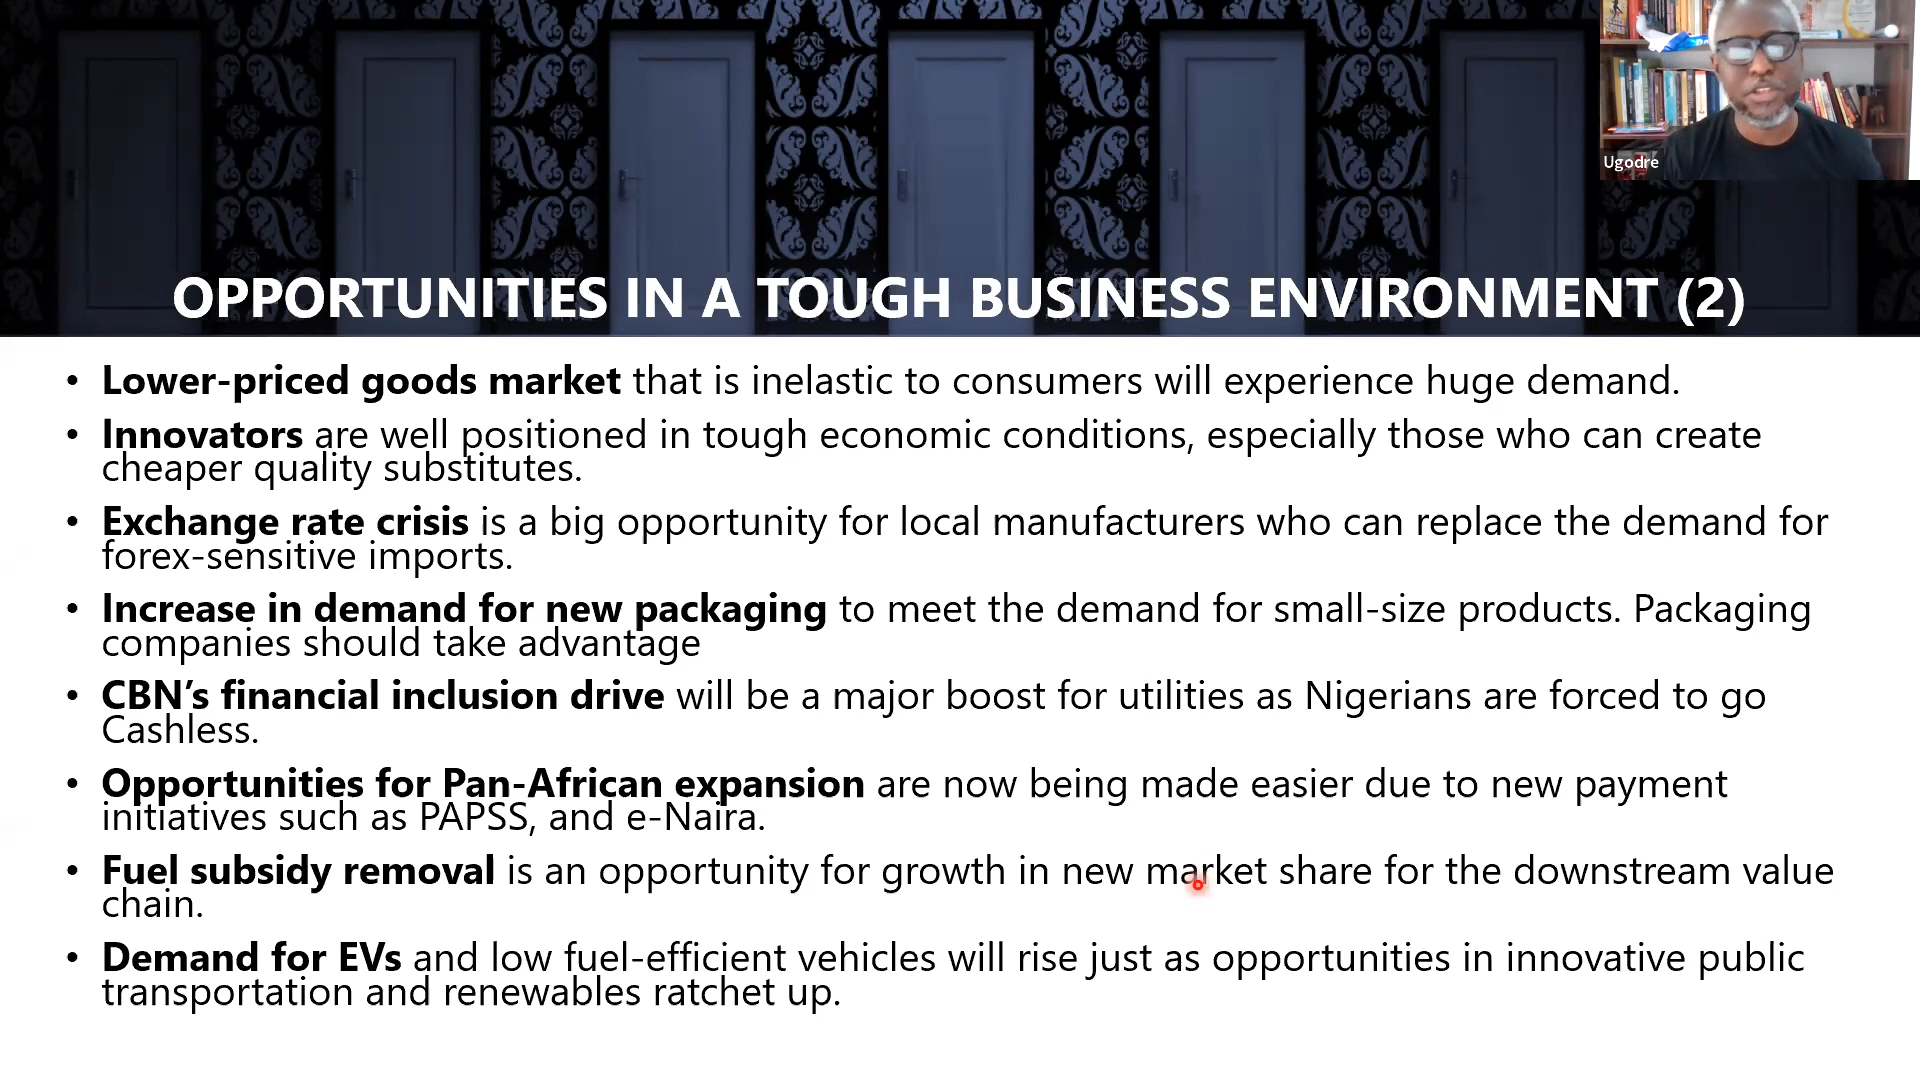 Ugodre
OPPORTUNITIES IN A TOUGH BUSINESS ENVIRONMENT (2)
• Lower-priced goods market that is inelastic to consumers will experience huge demand.
• Innovators are well positioned in tough economic conditions, especially those who can create
cheaper quality substitutes.
• Exchange rate crisis is a big opportunity for local manufacturers who can replace the demand for
forex-sensitive imports.
• Increase in demand for new packaging to meet the demand for small-size products. Packaging
companies should take advantage
• CBN’s financial inclusion drive will be a major boost for utilities as Nigerians are forced to go
Cashless.
• Opportunities for Pan-African expansion are now being made easier due to new payment
initiatives such as PAPSS, and e-Naira.
• Fuel subsidy removal is an opportunity for growth in new market share for the downstream value
chain.
• Demand for EVs and low fuel-efficient vehicles will rise just as opportunities in innovative public
transportation and renewables ratchet up.